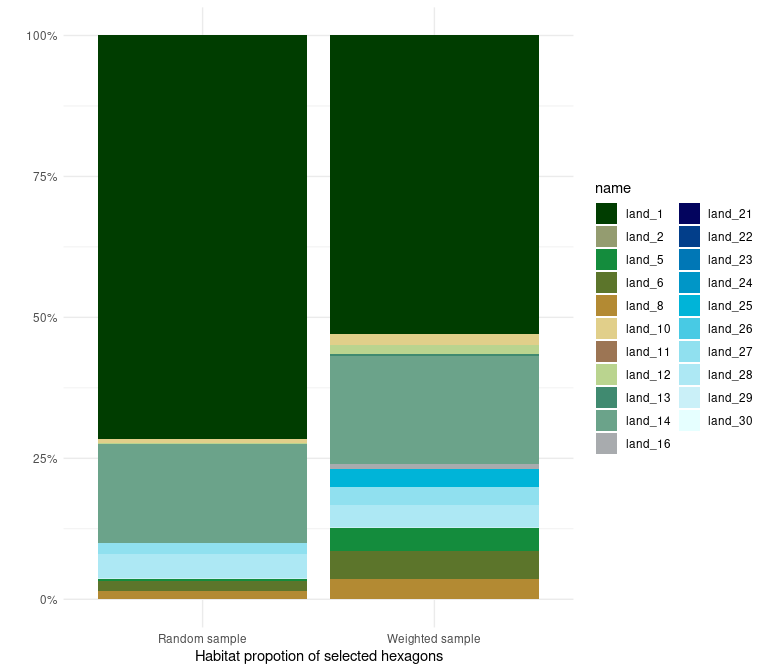 100%
75%
50%
25%
0%
Random sample
Weighted sample
Habitat propotion of selected hexagons
name
land_1
land_2
land_5
land_6
land_8
land_10
land_11
land_12
land_13
land_14
land_16
land_21
land_22
land_23
land_24
land_25
land_26
land_27
land_28
land_29
land_30